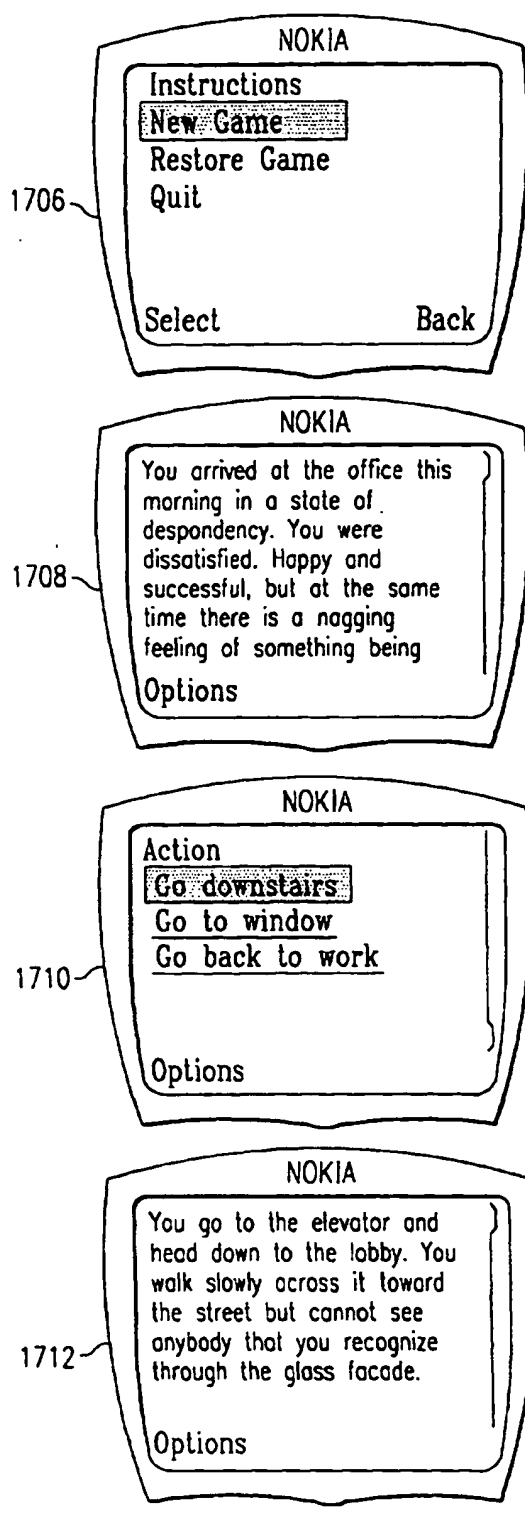 NOKIA
Instructions
New Game
Restore Game
Quit
1706
Select Back
NOKIA
You arrived at the office this
morning in a state of
despondency. You were
dissatisfied. Happy and
successful, but at the same
time there is a nagging
feeling of something being
1708
Options
NOKIA
Action
Go downstairs
Go to window
Go back to work
1710
Options
NOKIA
You go to the elevator and
head down to the lobby. You
walk slowly across it toward
the street but cannot see
anybody that you recognize
through the glass facade.
1712
Options